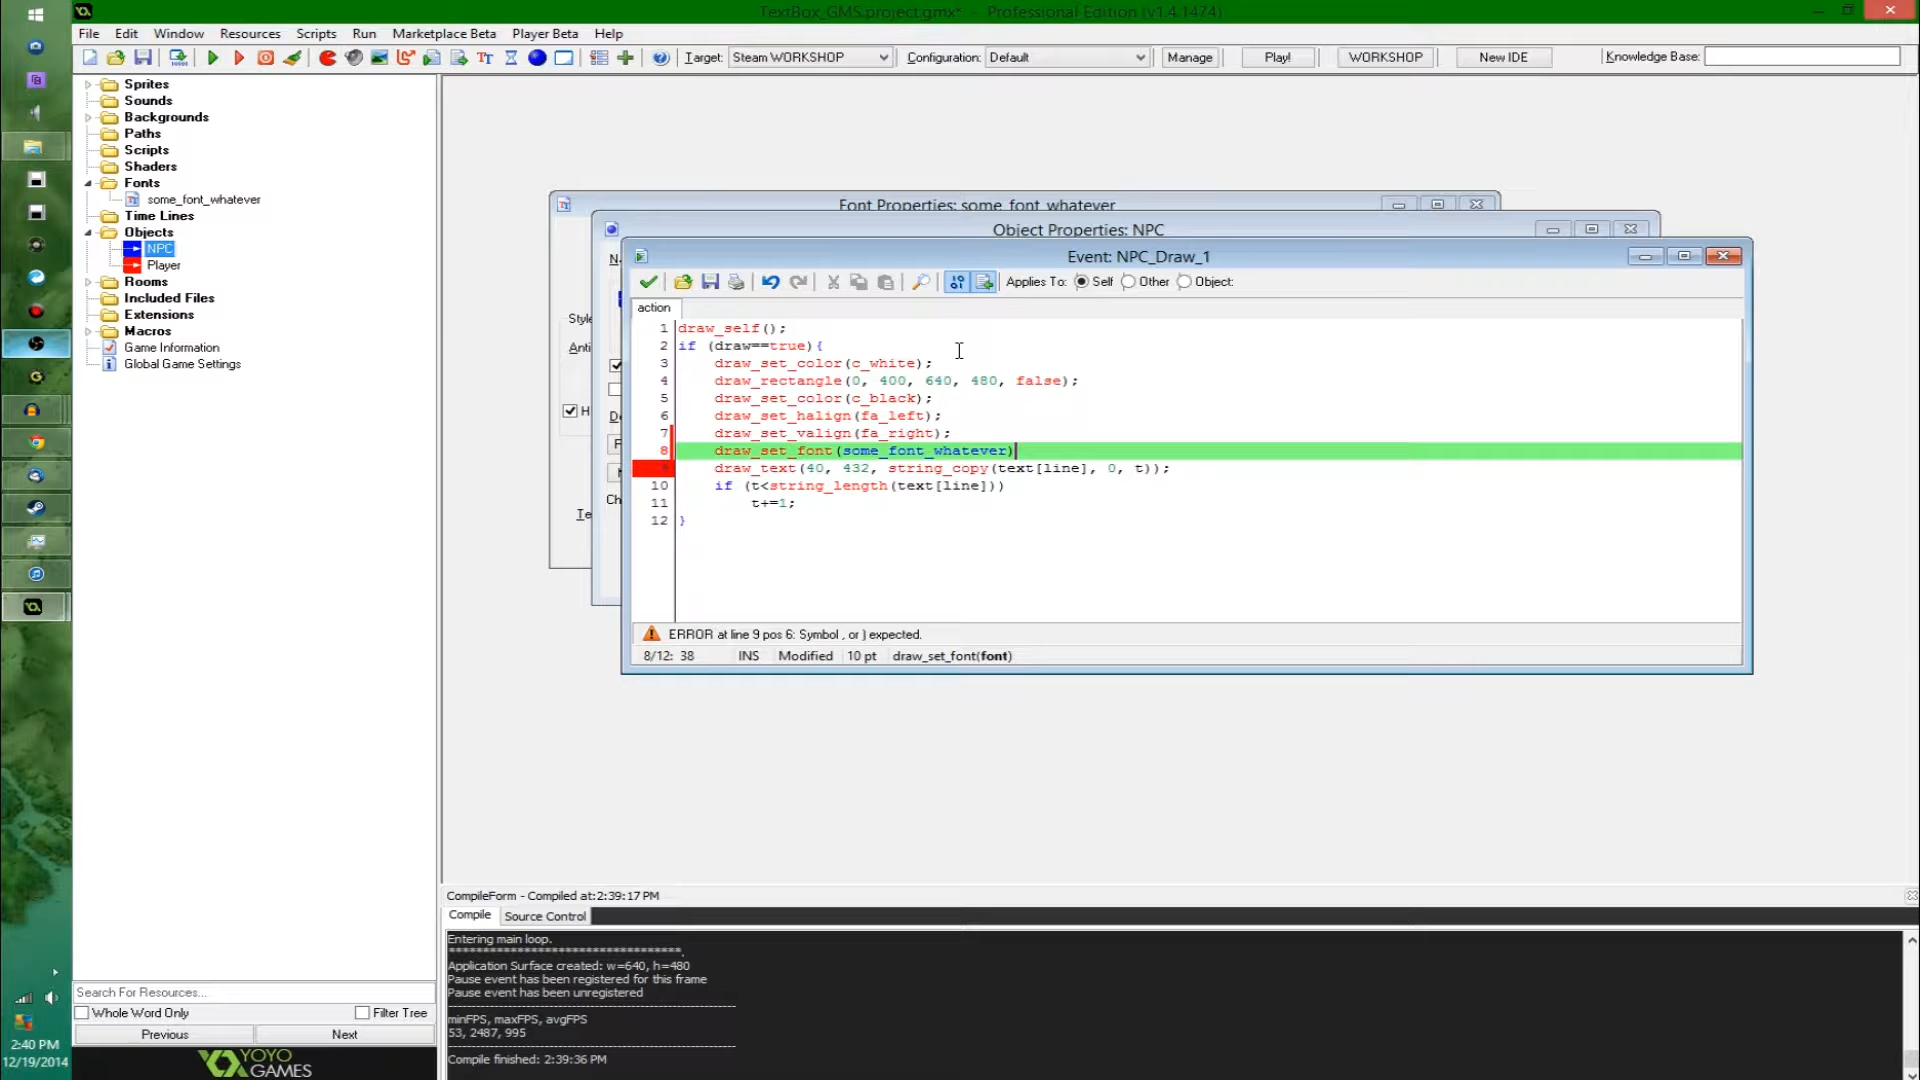 TextBox_GMS.project.gmx* - Professional Edition (v1.4.1474)
File Edit Window Resources Scripts Run Marketplace Beta Player Beta Help
Target: Steam WORKSHOP Configuration: Default Manage Play! WORKSHOP New IDE Knowledge Base:
Sprites
Sounds
Backgrounds
Paths
Scripts
Shaders
Fonts
some_font_whatever
Time Lines
Objects
NPC
Player
Rooms
Included Files
Extensions
Macros
Game Information
Global Game Settings
Font Properties: some_font_whatever
Object Properties: NPC
Event: NPC_Draw_1
Applies To: Self Other Object:
action
1 draw_self();
2 if (draw==true){
3 draw_set_color(c_white);
4 draw_rectangle(0, 400, 640, 480, false);
5 draw_set_color(c_black);
6 draw_set_halign(fa_left);
7 draw_set_valign(fa_right);
8 draw_set_font(some_font_whatever)
draw_text(40, 432, string_copy(text[line], 0, t));
10 if (t<string_length(text[line]))
11 t+=1;
12 }
ERROR at line 9 pos 6: Symbol , or ) expected.
8/12: 38 INS Modified 10 pt draw_set_font(font)
Style
Anti
H
Ch
Te
CompileForm - Compiled at:2:39:17 PM
Compile Source Control
Entering main loop.
Application Surface created: w=640, h=480
Pause event has been registered for this frame
Pause event has been unregistered
minFPS, maxFPS, avgFPS
53, 2487, 995
Compile finished: 2:39:36 PM
Search For Resources...
Whole Word Only Filter Tree
Previous Next
YOYO
GAMES
2:40 PM
12/19/2014